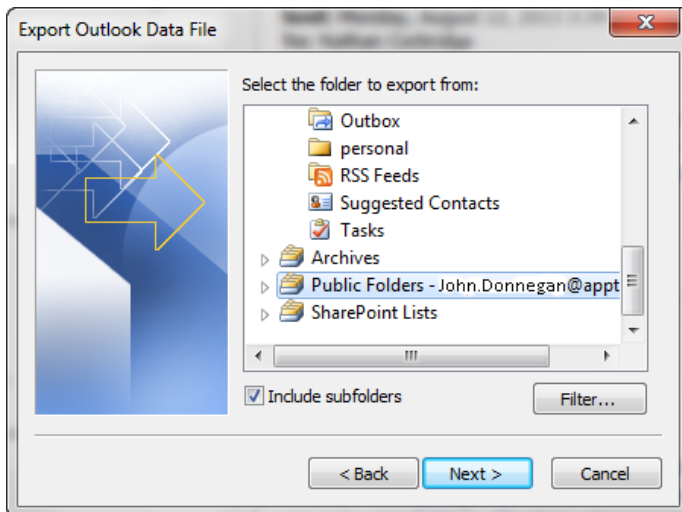 Export Outlook Data File
Select the folder to export from:
Outbox
personal
RSS Feeds
Suggested Contacts
Tasks
Archives
Public Folders - John.Donnegan@appt
SharePoint Lists
Include subfolders
Filter...
< Back
Next >
Cancel